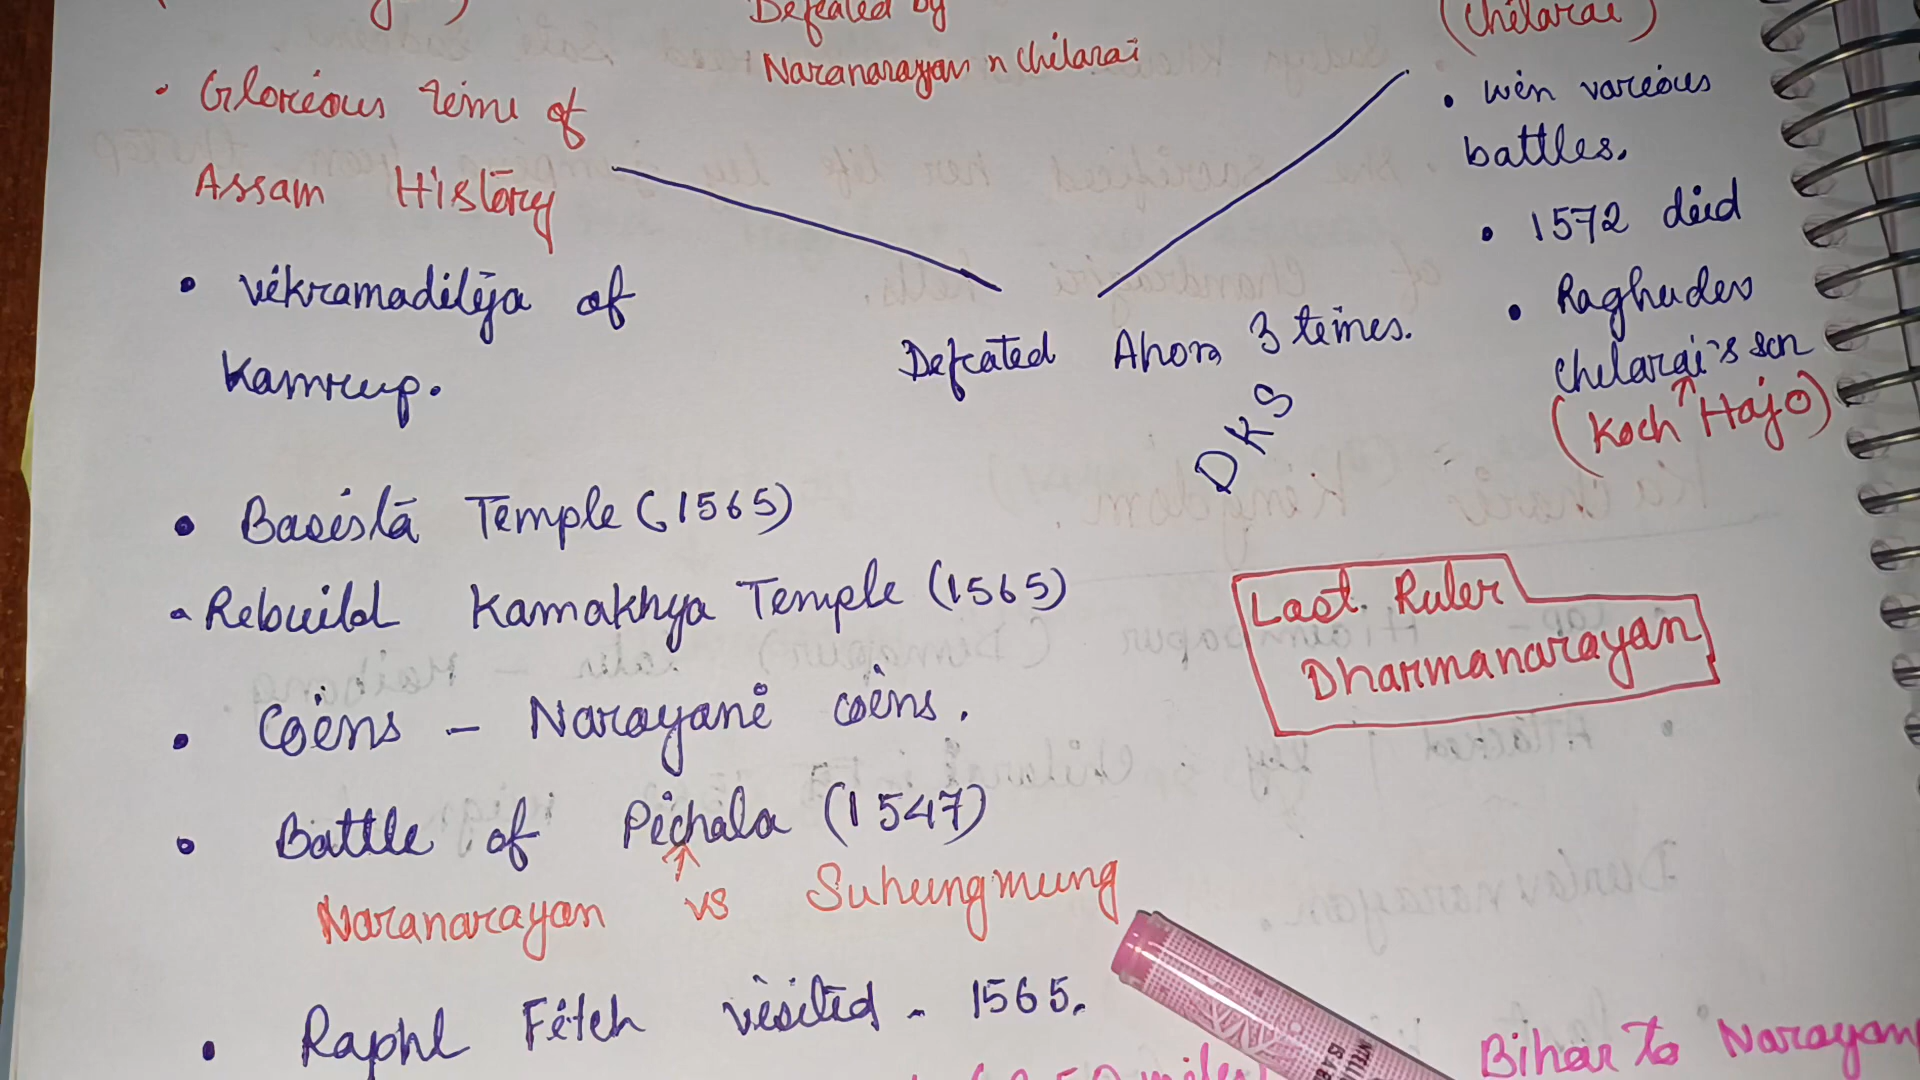 Defeated by
Naranarayan n Chilarai
(Chilarai)
• Glorious time of
Assam History
• Vikramaditya of
Kamrup.
Defeated Ahom 3 times.
DKS
• win various
battles.
• 1572 died
• Raghudev
Chilarai's son
(Koch Hajo)
• Basista Temple (1565)
• Rebuild Kamakhya Temple (1565)
• Coins – Narayani coins.
• Battle of Pichala (1547)
Naranarayan vs Suhungmung
• Raphl Fitch visited - 1565.
Last Ruler
Dharmanarayan
Bihar to Narayan